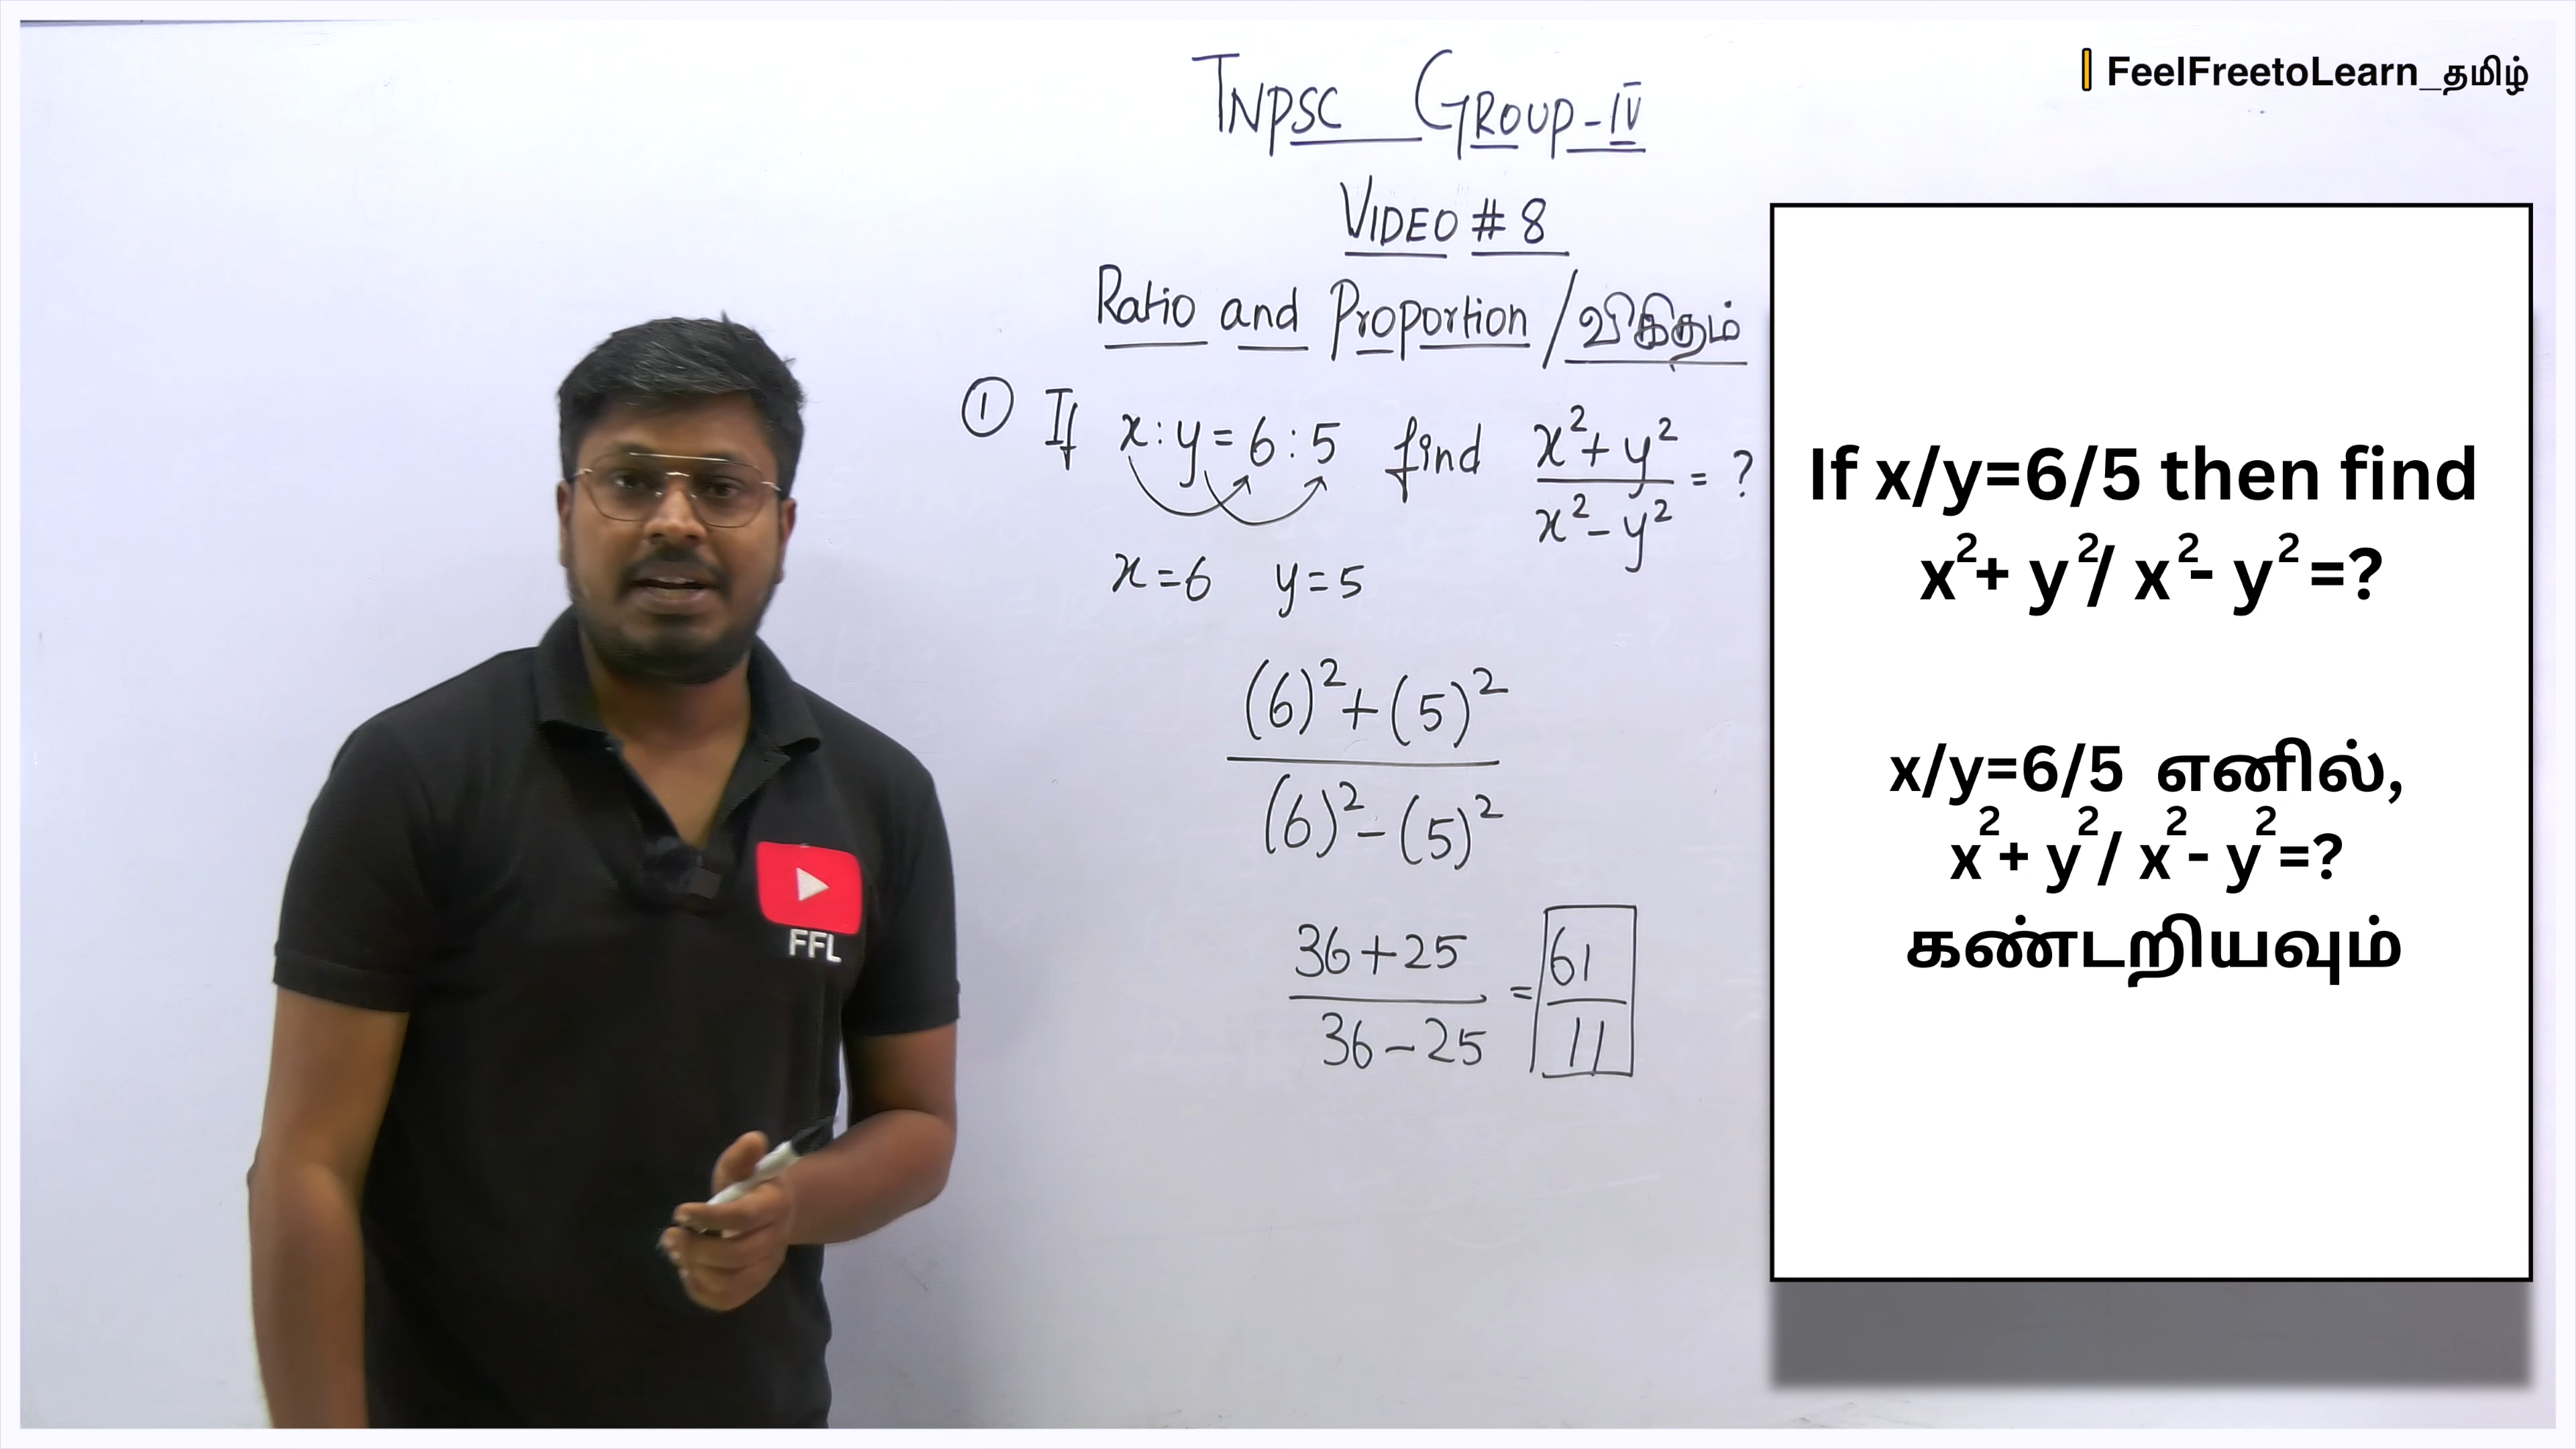 FeelFreetoLearn_தமிழ்
TNPSC GROUP-IV
VIDEO # 8
Ratio and Proportion / விகிதம்
① If x:y=6:5 find x²+y²/x²-y² = ?
x=6 y=5
(6)²+(5)²
(6)²-(5)²
36+25
36-25
= 61/11
FFL
If x/y=6/5 then find
x²+ y²/ x²- y² =?
x/y=6/5 எனில்,
x²+ y²/ x²- y² =?
கண்டறியவும்